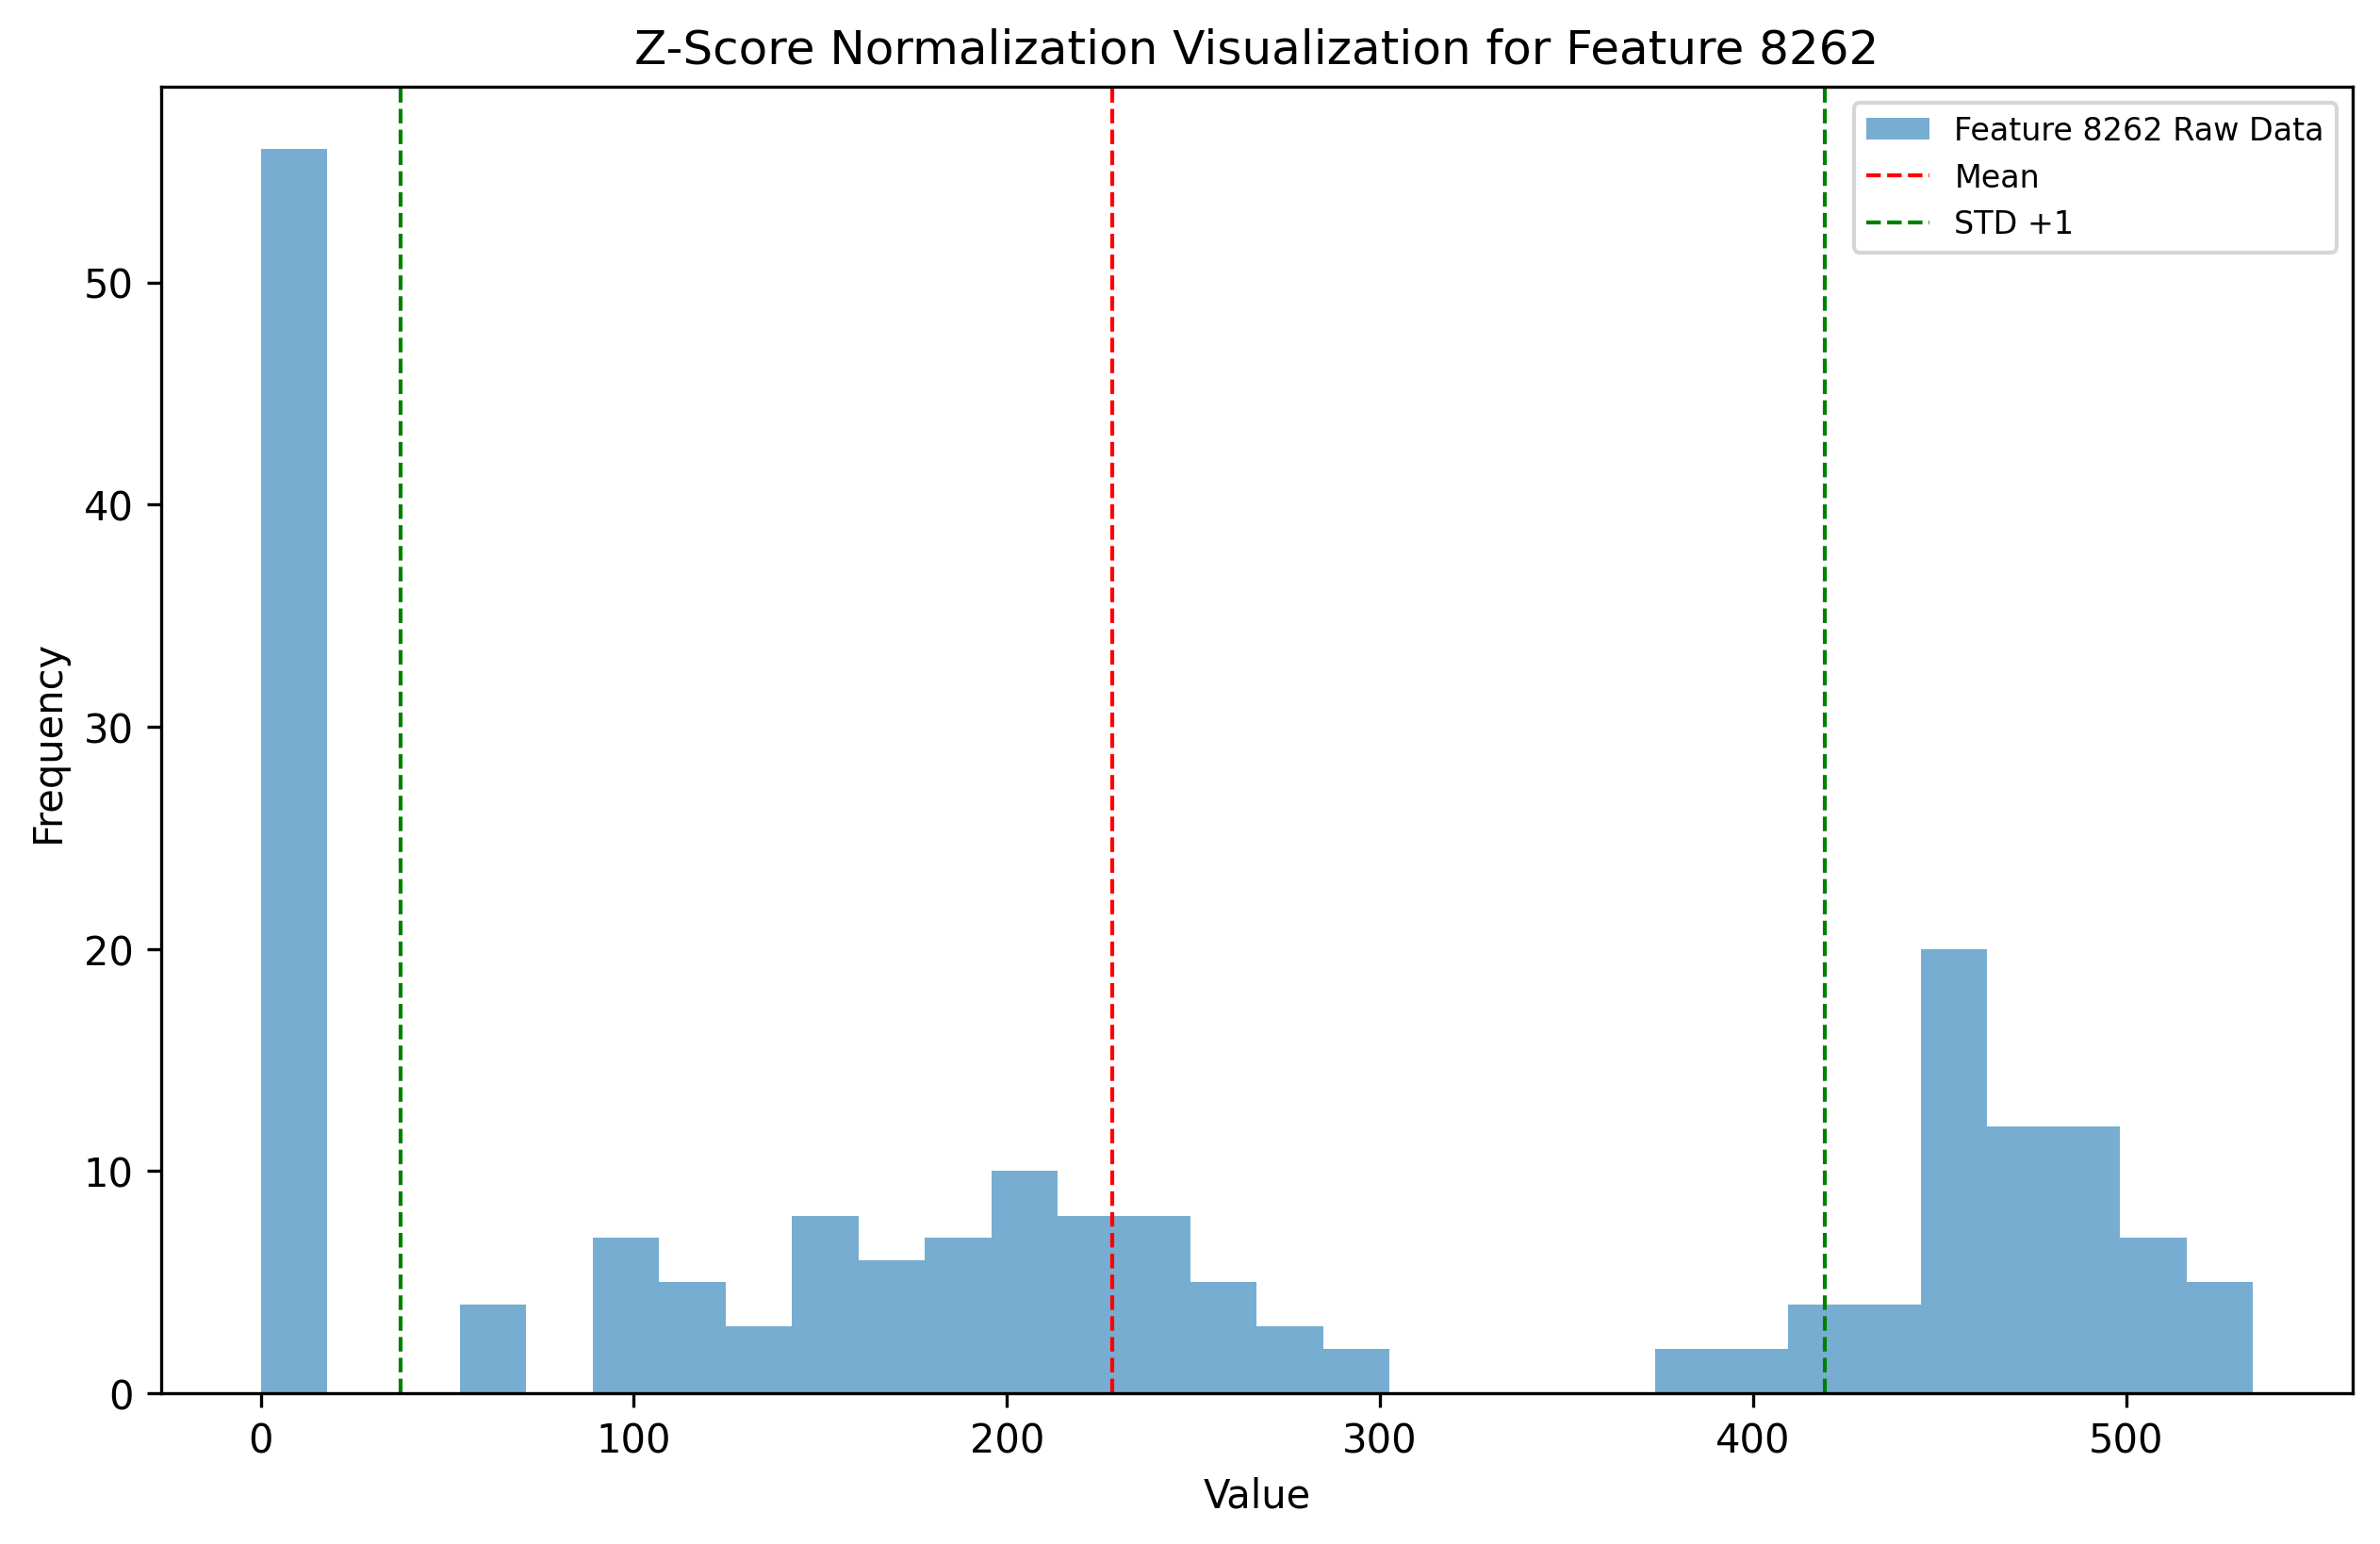 Z-Score Normalization Visualization for Feature 8262
Feature 8262 Raw Data
Mean
STD +1
50
40
30
20
10
0
Frequency
0 100 200 300 400 500
Value